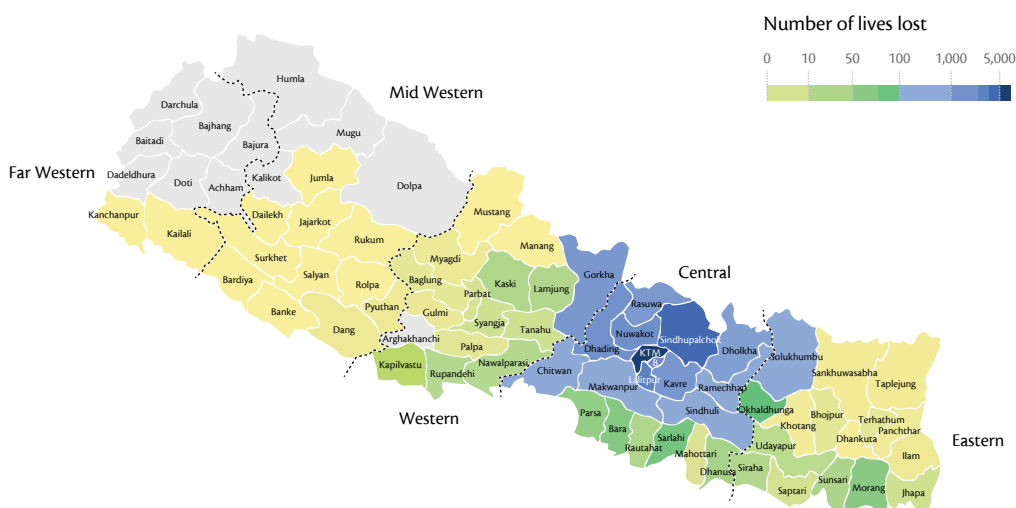 Number of lives lost
0 10 50 100 1,000 5,000
Humla
Mid Western
Darchula
Bajhang
Mugu
Baitadi
Bajura
Far Western
Dadeldhura
Doti
Achham
Kalikot
Jumla
Dolpa
Kanchanpur
Kailali
Dailekh
Jajarkot
Mustang
Rukum
Manang
Surkhet
Myagdi
Gorkha
Central
Bardiya
Salyan
Rolpa
Baglung
Kaski
Lamjung
Parbat
Rasuwa
Banke
Pyuthan
Gulmi
Syangja
Tanahu
Nuwakot
Sindhupalchok
Dang
Arghakhanchi
Palpa
Dhading
KTM
B
Dolkha
Solukhumbu
Kapilvastu
Rupandehi
Nawalparasi
Chitwan
Lalitpur
Kavre
Makwanpur
Ramechhap
Sankhuwasabha
Taplejung
Western
Parsa
Bara
Sindhuli
Okhaldhunga
Khotang
Bhojpur
Terhathum
Panchthar
Rautahat
Sarlahi
Mahottari
Udayapur
Dhankuta
Eastern
Dhanusa
Siraha
Ilam
Saptari
Sunsari
Morang
Jhapa